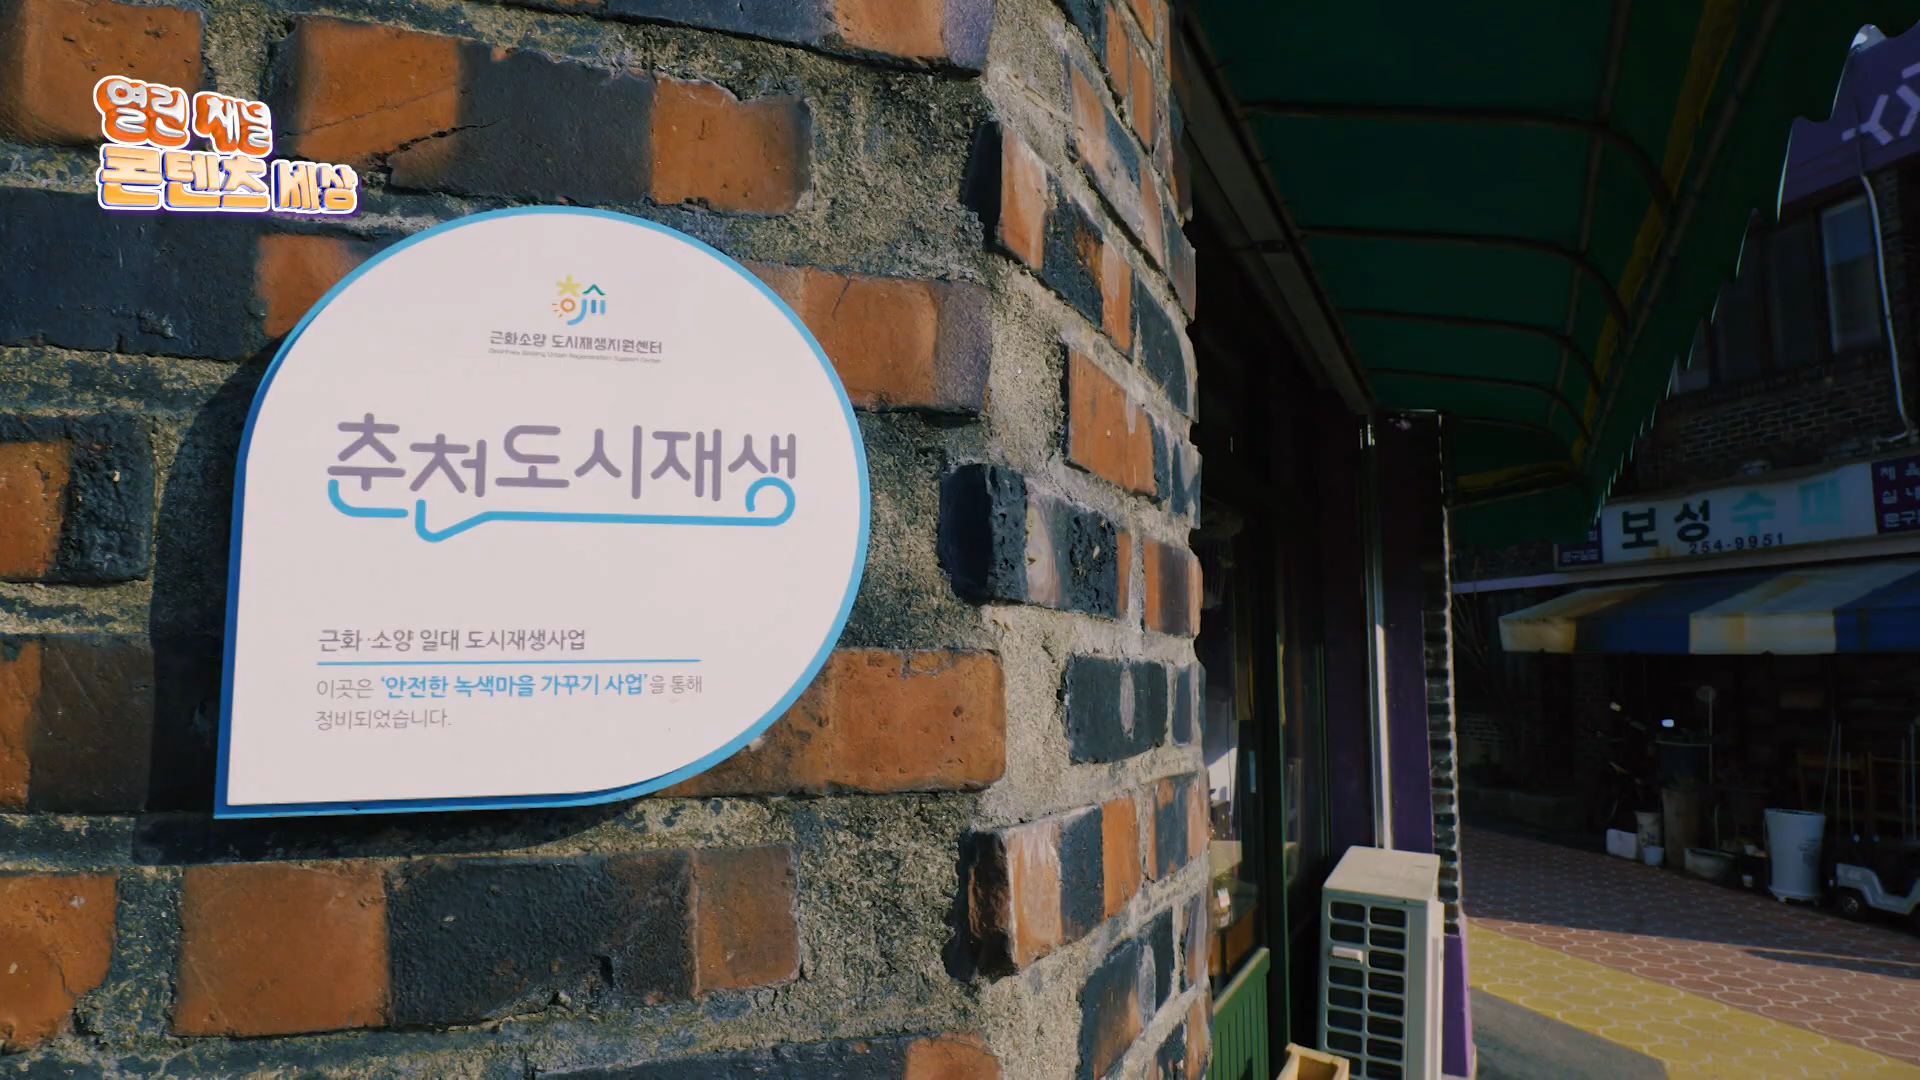 열린 채널
콘텐츠 세상
근화소양 도시재생지원센터
춘천도시재생
근화·소양 일대 도시재생사업
이곳은 '안전한 녹색마을 가꾸기 사업'을 통해
정비되었습니다.
보성수퍼
254-9951